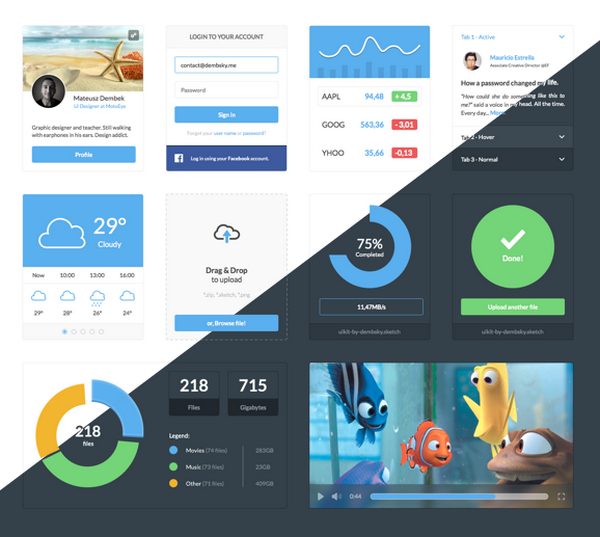 Mateusz Dembek
UI Designer at MotoEye
Graphic designer and teacher. Still walking
with earphones in his ears. Design addict.
Profile
LOGIN TO YOUR ACCOUNT
contact@dembsky.me
Password
Sign in
Forgot your user name or password?
Log in using your Facebook account.
AAPL 94,48 +4,5
GOOG 563,36 -3,01
YHOO 35,66 -0,13
Tab 1 - Active
Mauricio Estrella
Associate Creative Director @EF
How a password changed my life.
"How could she do something like this to
me?" said a voice in my head. All the time.
Every day...
Tab 2 - Hover
Tab 3 - Normal
29°
Cloudy
Now 10:00 13:00 16:00
29° 28° 26° 24°
Drag & Drop
to upload
*.zip, *.sketch, *.png
or, Browse file!
75%
Completed
11,47MB/s
uikit-by-dembsky.sketch
Done!
Upload another file
uikit-by-dembsky.sketch
218
files
218
Files
715
Gigabytes
Legend:
Movies (74 files) 283GB
Music (73 files) 23GB
Other (71 files) 409GB
0:44